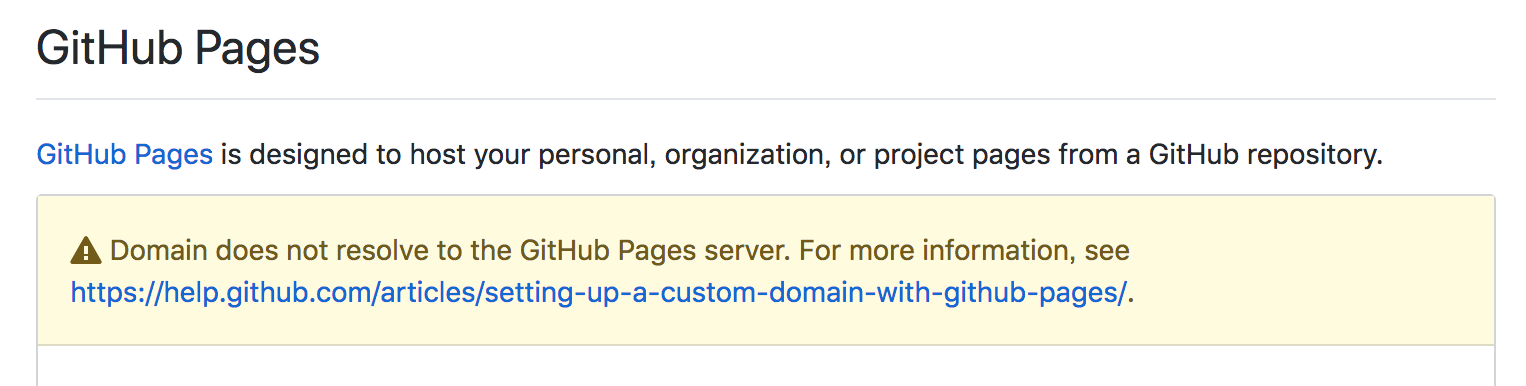 GitHub Pages
GitHub Pages is designed to host your personal, organization, or project pages from a GitHub repository.
Domain does not resolve to the GitHub Pages server. For more information, see
https://help.github.com/articles/setting-up-a-custom-domain-with-github-pages/.